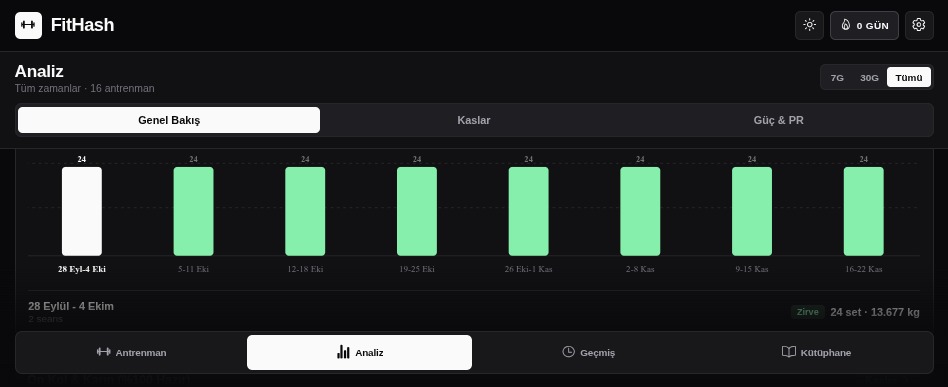 FitHash
0 GÜN
Analiz
Tüm zamanlar · 16 antrenman
7G 30G Tümü
Genel Bakış Kaslar Güç & PR
24 24 24 24 24 24 24 24
28 Eyl-4 Eki 5-11 Eki 12-18 Eki 19-25 Eki 26 Eki-1 Kas 2-8 Kas 9-15 Kas 16-22 Kas
28 Eylül - 4 Ekim
2 seans
Zirve 24 set · 13.677 kg
Antrenman Analiz Geçmiş Kütüphane